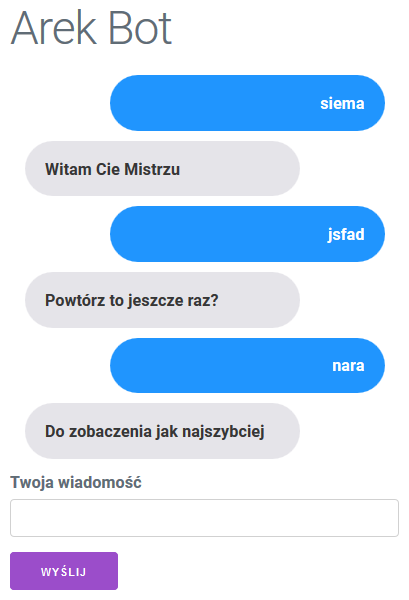 Arek Bot
siema
Witam Cie Mistrzu
jsfad
Powtórz to jeszcze raz?
nara
Do zobaczenia jak najszybciej
Twoja wiadomość
WYŚLIJ